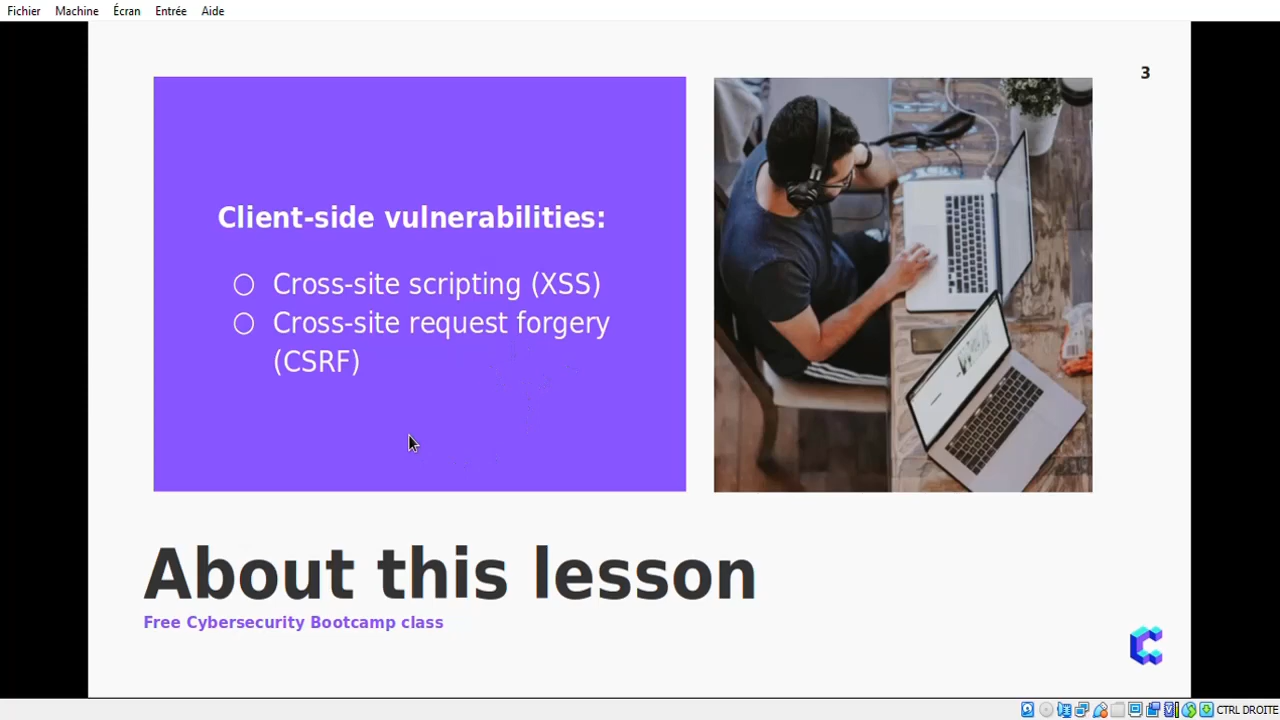 Fichier Machine Écran Entrée Aide
3
Client-side vulnerabilities:
○ Cross-site scripting (XSS)
○ Cross-site request forgery
(CSRF)
About this lesson
Free Cybersecurity Bootcamp class
CTRL DROITE